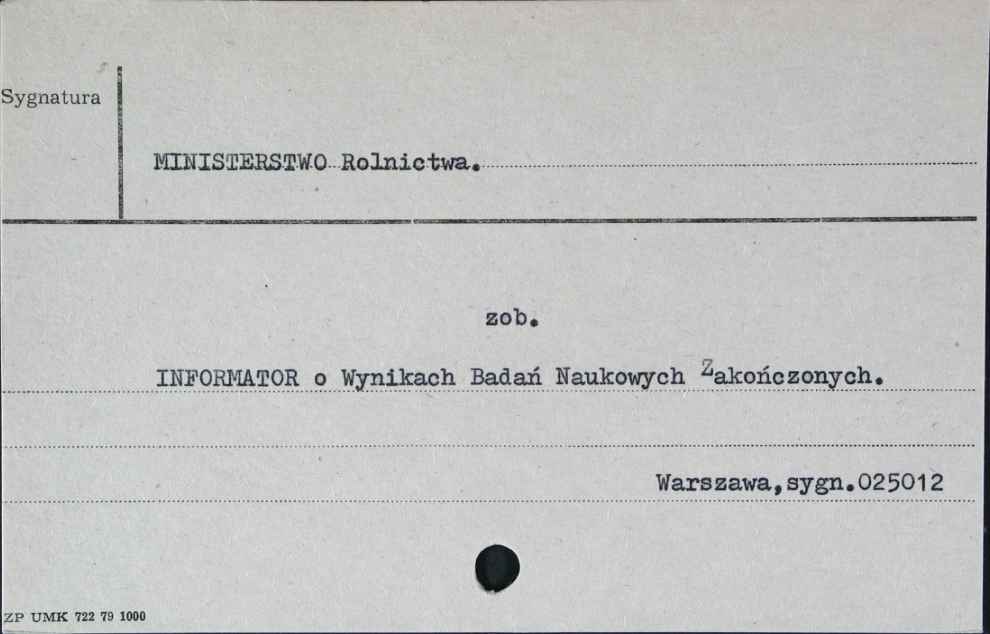 Sygnatura
MINISTERSTWO Rolnictwa.
zob.
INFORMATOR o Wynikach Badań Naukowych Zakończonych.
Warszawa,sygn.025012
ZP UMK 722 79 1000